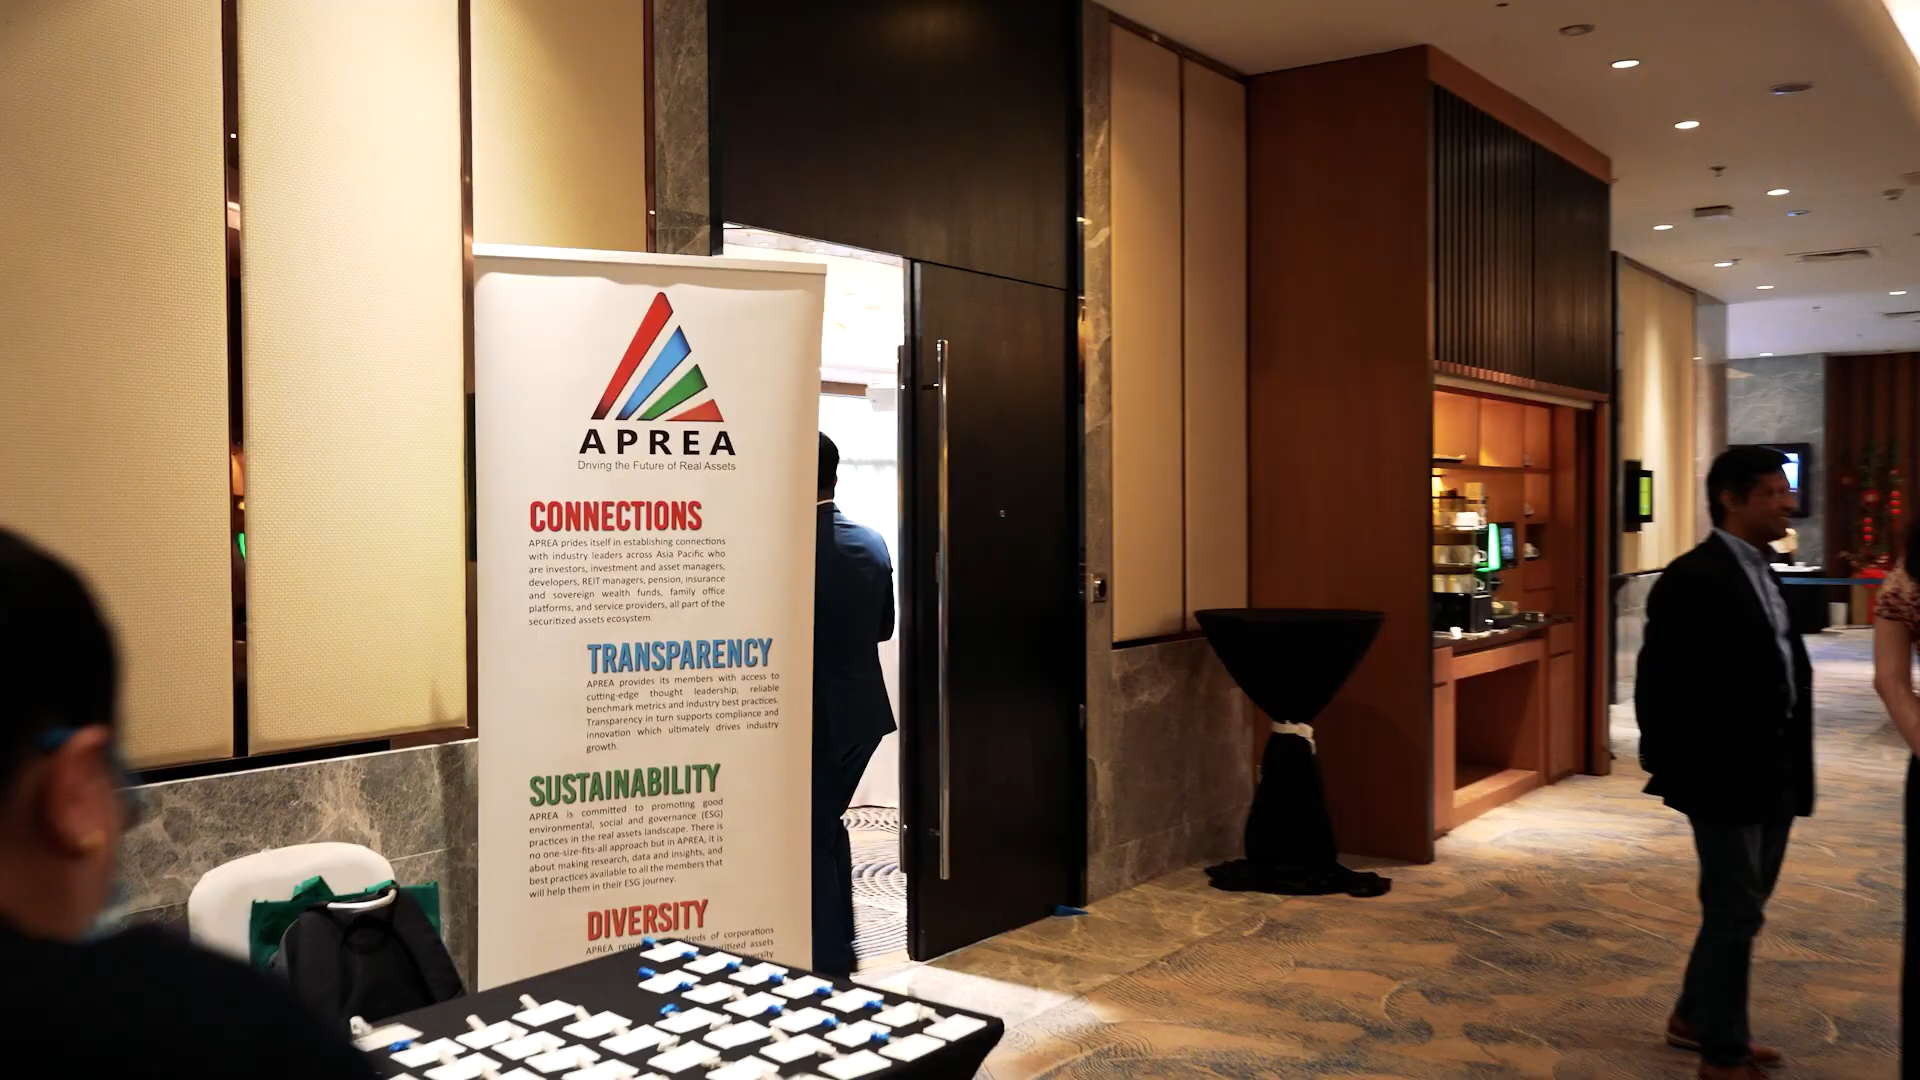 APREA
Driving the Future of Real Assets
CONNECTIONS
APREA prides itself in establishing connections
with industry leaders across Asia Pacific who
are investors, investment and asset managers,
developers, REIT managers, pension, insurance
and sovereign wealth funds, family office
platforms, and service providers, all part of the
securitized assets ecosystem.
TRANSPARENCY
APREA provides its members with access to
cutting-edge thought leadership, reliable
benchmark metrics and industry best practices.
Transparency in turn supports compliance and
innovation which ultimately drives industry
growth.
SUSTAINABILITY
APREA is committed to promoting good
environmental, social and governance (ESG)
practices in the real assets landscape. There is
no one-size-fits-all approach but in APREA, it is
about making research, data and insights, and
best practices available to all the members that
will help them in their ESG journey.
DIVERSITY
APREA of corporations
assets